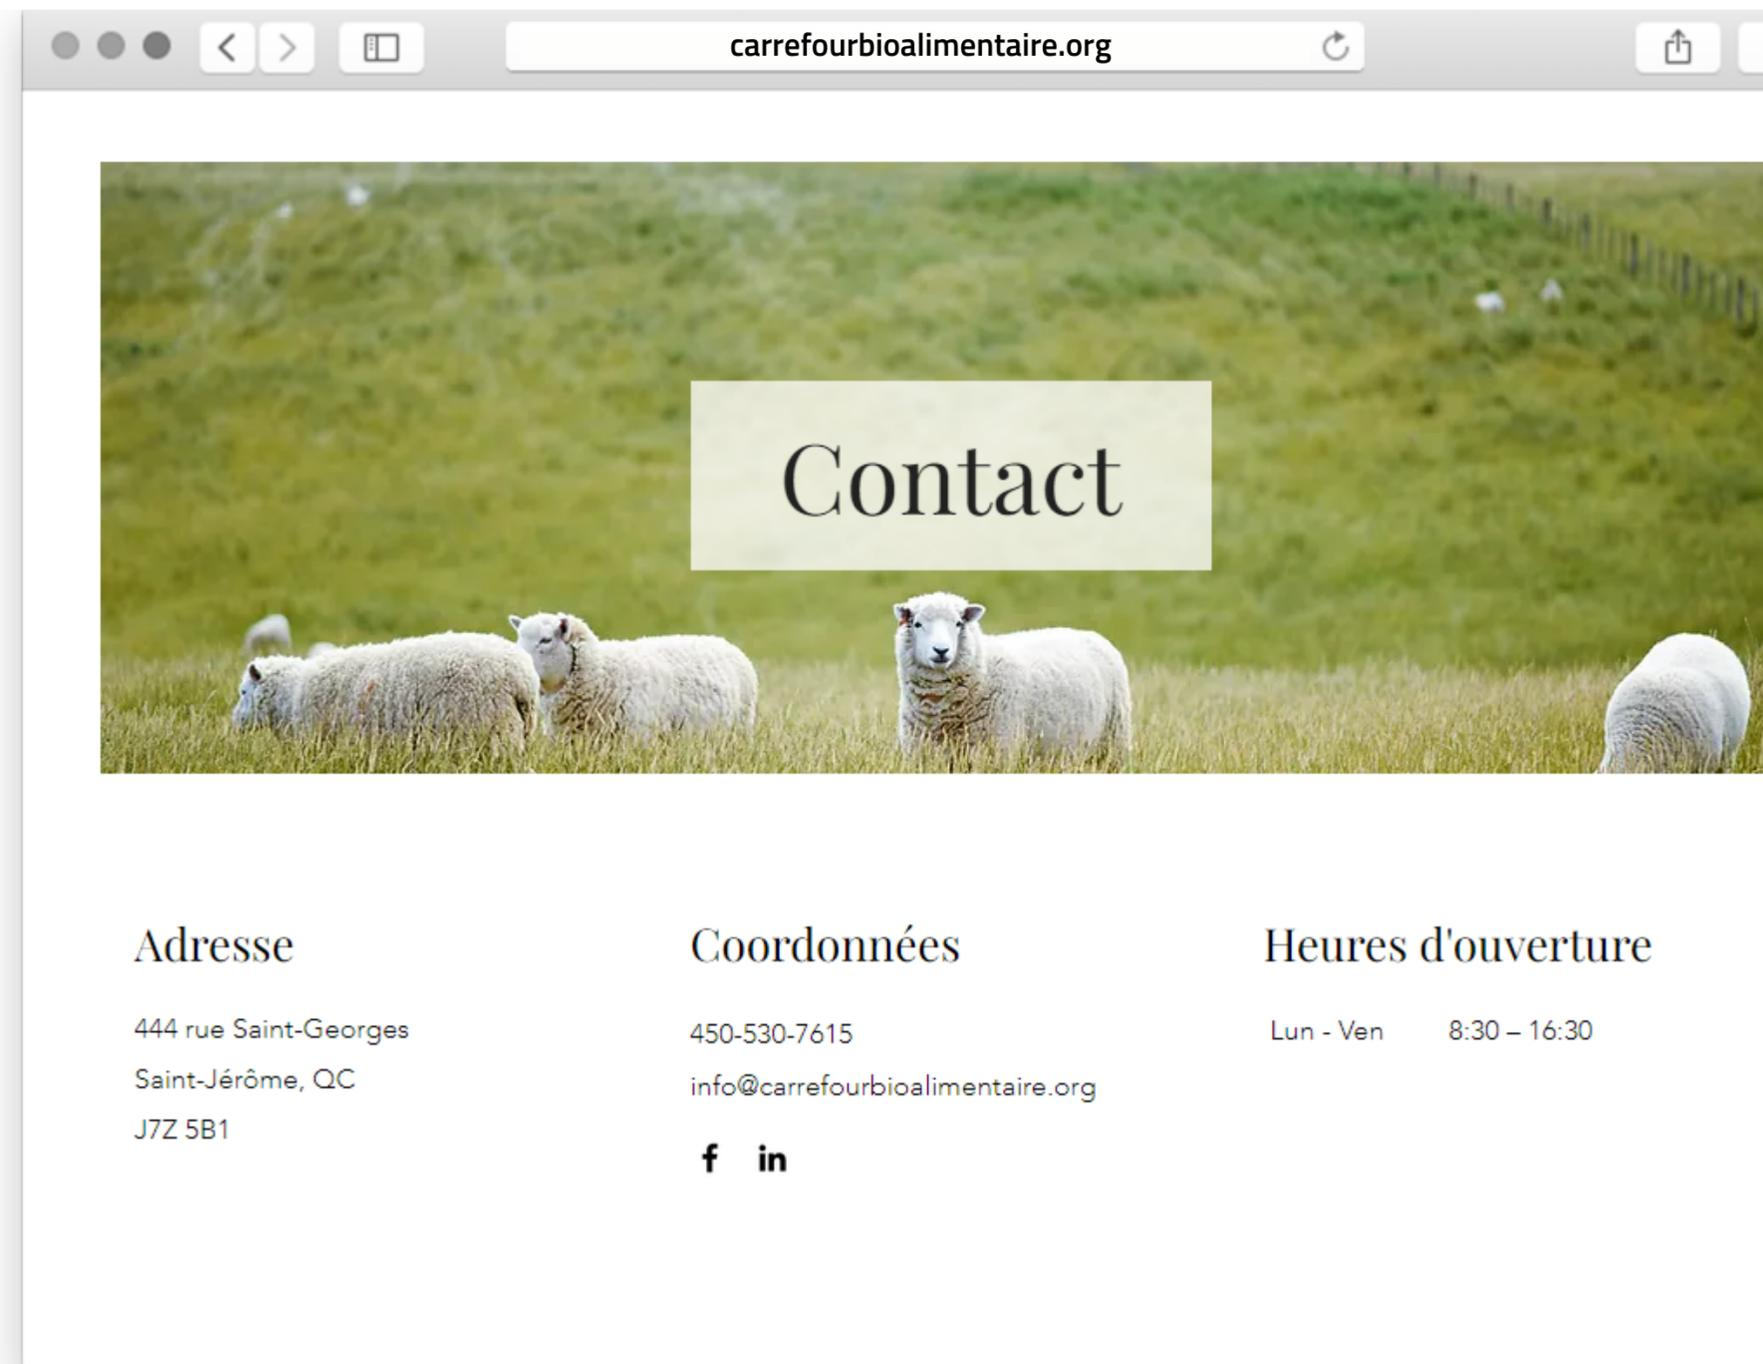 carrefourbioalimentaire.org
Contact
Adresse
444 rue Saint-Georges
Saint-Jérôme, QC
J7Z 5B1
Coordonnées
450-530-7615
info@carrefourbioalimentaire.org
f in
Heures d'ouverture
Lun - Ven 8:30 – 16:30